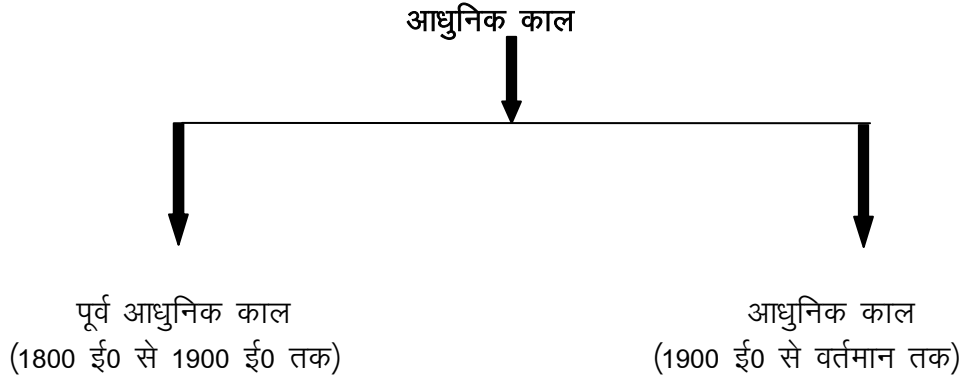 आधुनिक काल
पूर्व आधुनिक काल
(1800 ई0 से 1900 ई0 तक)
आधुनिक काल
(1900 ई0 से वर्तमान तक)